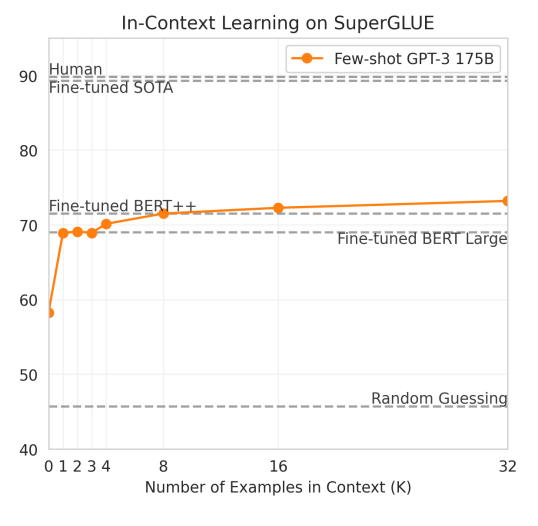 In-Context Learning on SuperGLUE
Few-shot GPT-3 175B
90
Human
Fine-tuned SOTA
80
Fine-tuned BERT++
70
Fine-tuned BERT Large
60
50
Random Guessing
40
0 1 2 3 4 8 16 32
Number of Examples in Context (K)